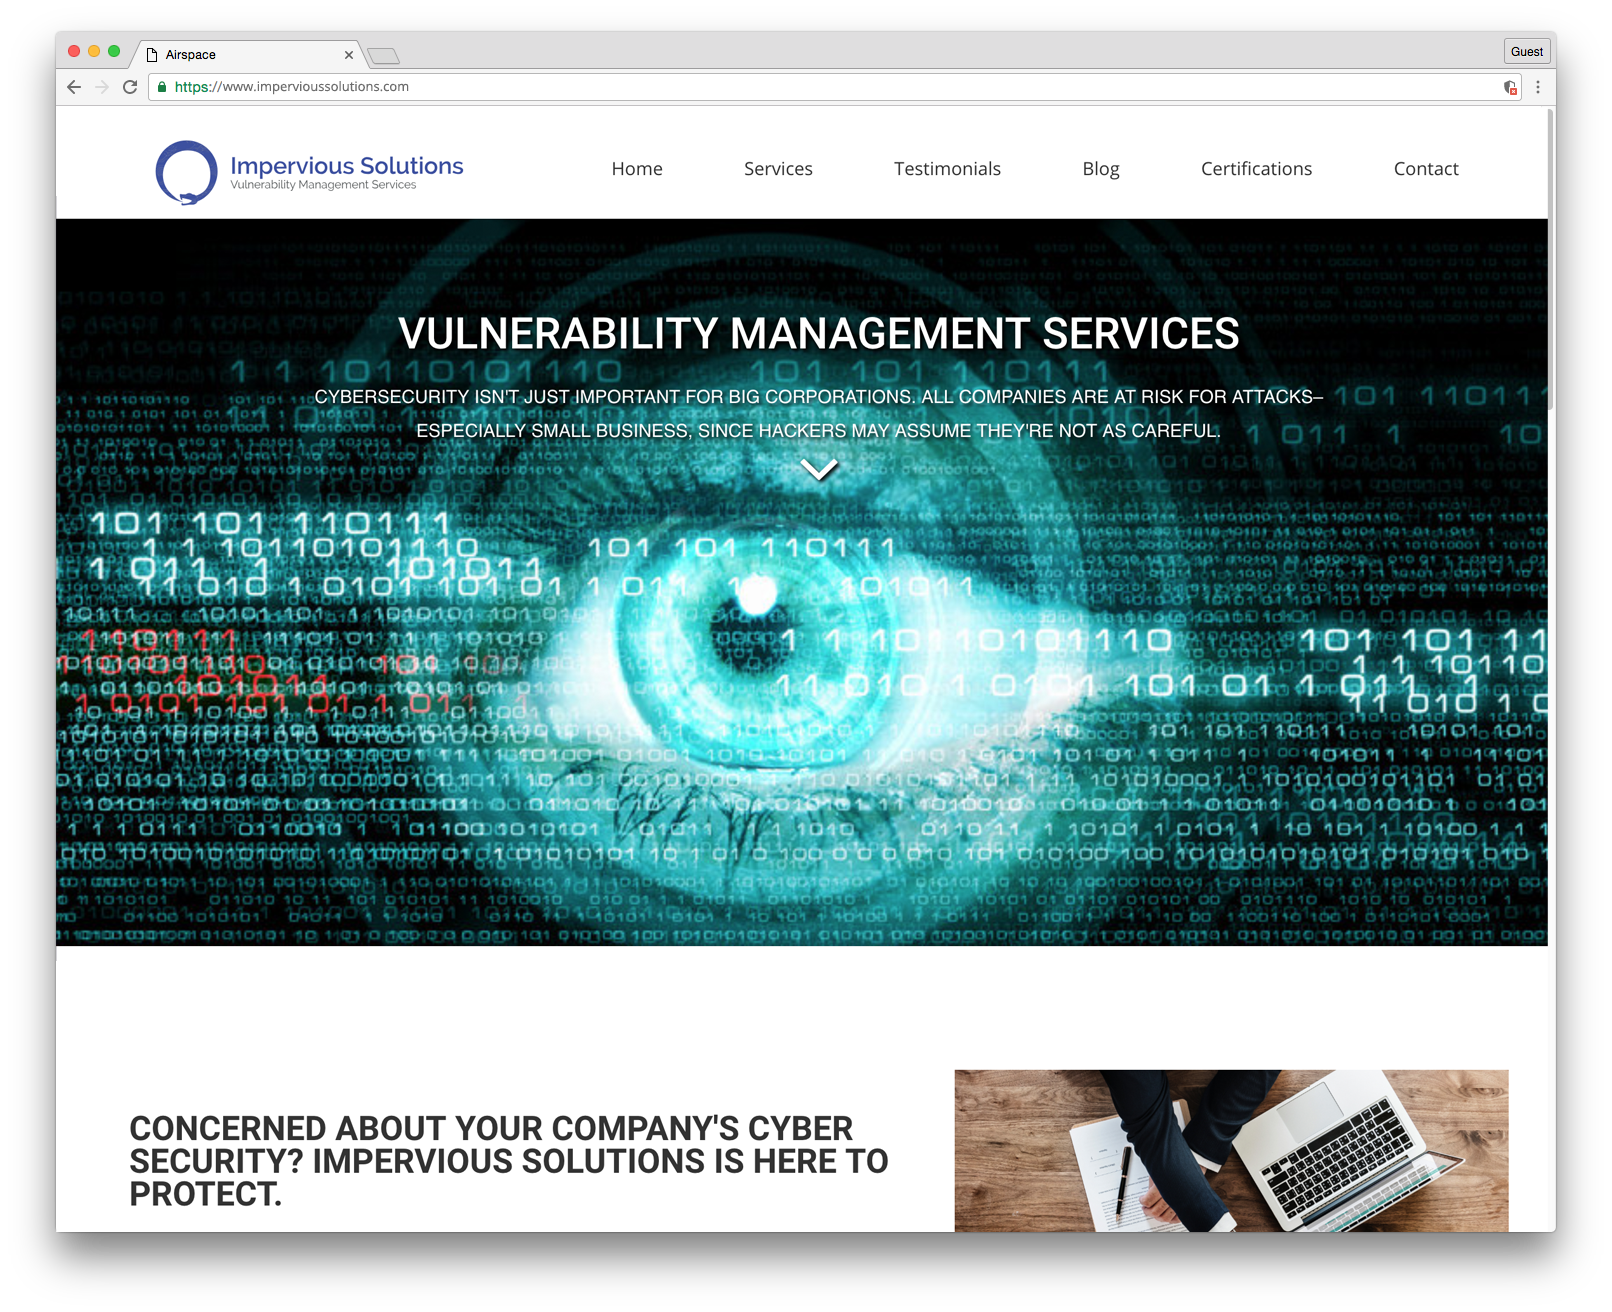 Airspace
Guest
https://www.impervioussolutions.com
Impervious Solutions
Vulnerability Management Services
Home
Services
Testimonials
Blog
Certifications
Contact
VULNERABILITY MANAGEMENT SERVICES
CYBERSECURITY ISN'T JUST IMPORTANT FOR BIG CORPORATIONS. ALL COMPANIES ARE AT RISK FOR ATTACKS–
ESPECIALLY SMALL BUSINESS, SINCE HACKERS MAY ASSUME THEY'RE NOT AS CAREFUL.
CONCERNED ABOUT YOUR COMPANY'S CYBER
SECURITY? IMPERVIOUS SOLUTIONS IS HERE TO
PROTECT.